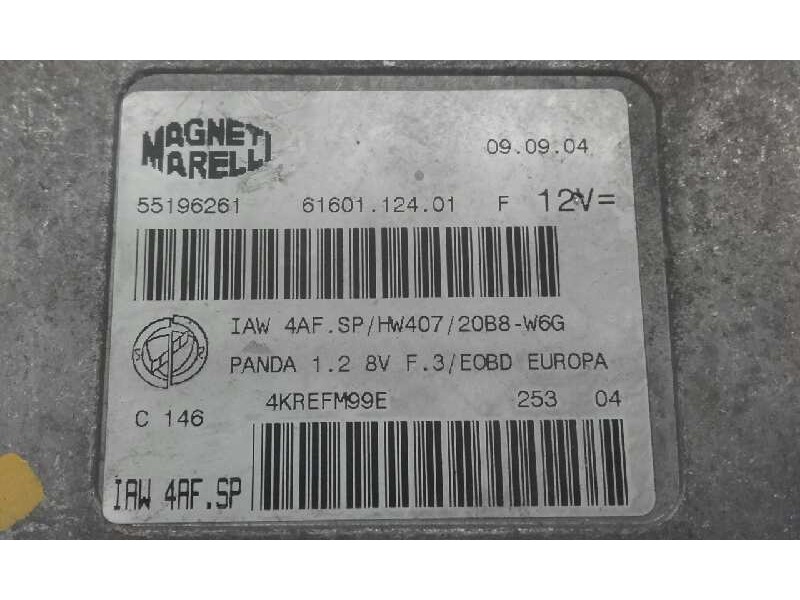 MAGNETI
MARELLI
09.09.04
55196261 61601.124.01 F 12V=
IAW 4AF.SP/HW407/20B8-W6G
PANDA 1.2 8V F.3/EOBD EUROPA
4KREFM99E 253 04
C 146
IAW 4AF.SP